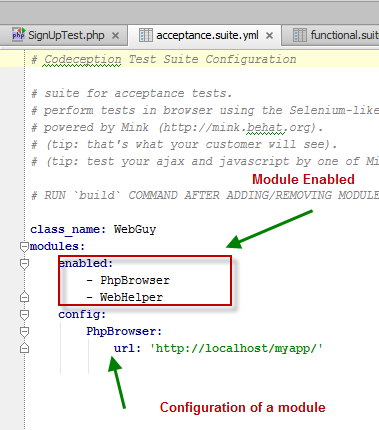 SignUpTest.php × acceptance.suite.yml × functional.suit
# Codeception Test Suite Configuration
# suite for acceptance tests.
# perform tests in browser using the Selenium-like
# powered by Mink (http://mink.behat.org).
# (tip: that's what your customer will see).
# (tip: test your ajax and javascript by one of Mi
Module Enabled
# RUN `build` COMMAND AFTER ADDING/REMOVING MODULE
class_name: WebGuy
modules:
enabled:
- PhpBrowser
- WebHelper
config:
PhpBrowser:
url: 'http://localhost/myapp/'
Configuration of a module